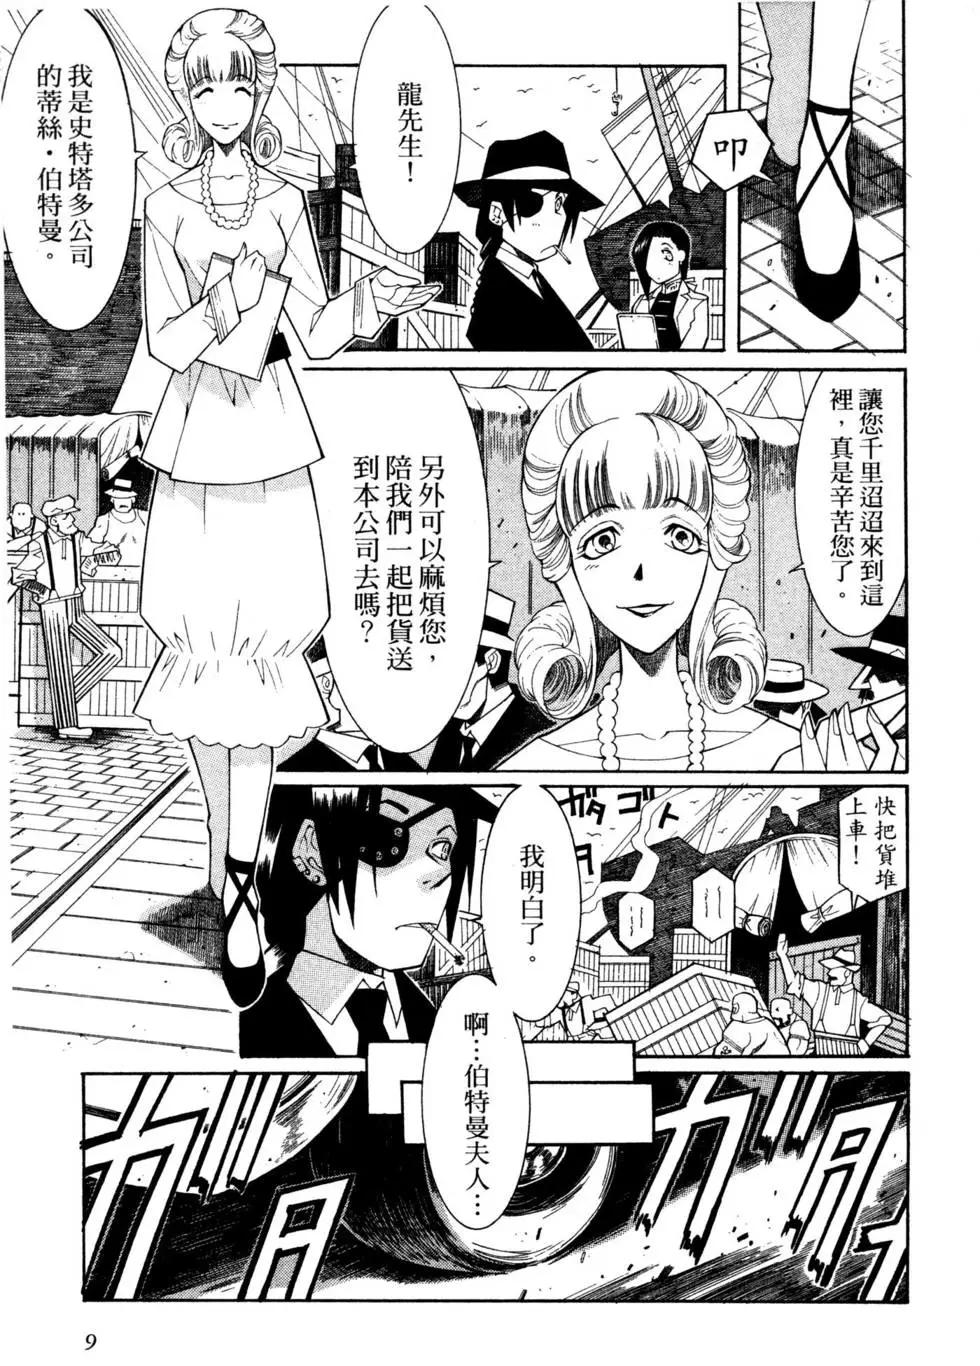 叩
龍先生！
我是史特塔多公司
的蒂絲・伯特曼。
讓您千里迢迢來到這
裡，真是辛苦您了。
另外可以麻煩您，
陪我們一起把貨送
到本公司去嗎？
快把貨堆
上車！
ガタ
ゴト
我明白了。
啊…伯特曼夫人…
9